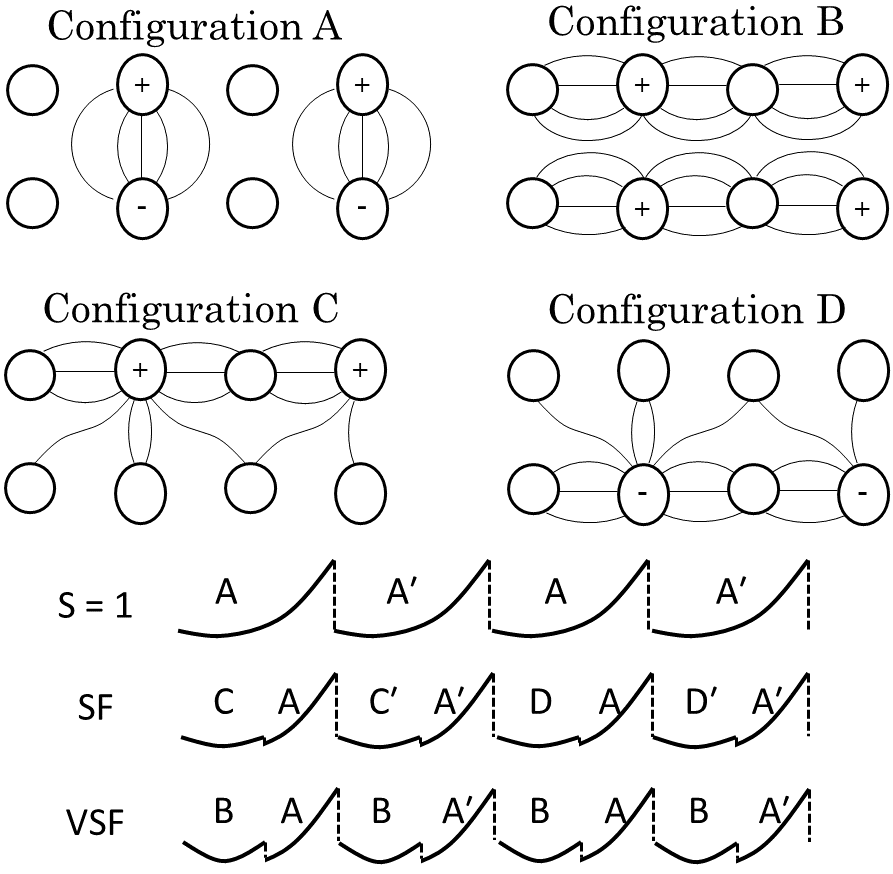 Configuration A
Configuration B
+ +
+ +
- -
+ +
Configuration C
Configuration D
+ +
- -
S = 1 A A′ A A′
SF C A C′ A′ D A D′ A′
VSF B A B A′ B A B A′